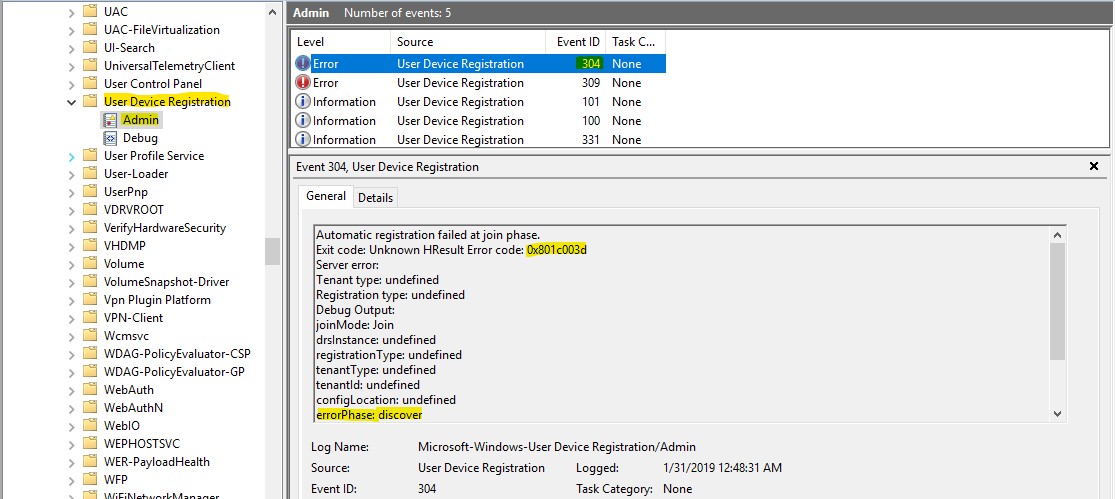 UAC
UAC-FileVirtualization
UI-Search
UniversalTelemetryClient
User Control Panel
User Device Registration
Admin
Debug
User Profile Service
User-Loader
UserPnp
VDRVROOT
VerifyHardwareSecurity
VHDMP
Volume
VolumeSnapshot-Driver
Vpn Plugin Platform
VPN-Client
Wcmsvc
WDAG-PolicyEvaluator-CSP
WDAG-PolicyEvaluator-GP
WebAuth
WebAuthN
WebIO
WEPHOSTSVC
WER-PayloadHealth
WFP
WiFiNetworkManager
Admin Number of events: 5
Level Source Event ID Task C...
Error User Device Registration 304 None
Error User Device Registration 309 None
Information User Device Registration 101 None
Information User Device Registration 100 None
Information User Device Registration 331 None
Event 304, User Device Registration
General Details
Automatic registration failed at join phase.
Exit code: Unknown HResult Error code: 0x801c003d
Server error:
Tenant type: undefined
Registration type: undefined
Debug Output:
joinMode: Join
drsInstance: undefined
registrationType: undefined
tenantType: undefined
tenantId: undefined
configLocation: undefined
errorPhase: discover
Log Name: Microsoft-Windows-User Device Registration/Admin
Source: User Device Registration Logged: 1/31/2019 12:48:31 AM
Event ID: 304 Task Category: None